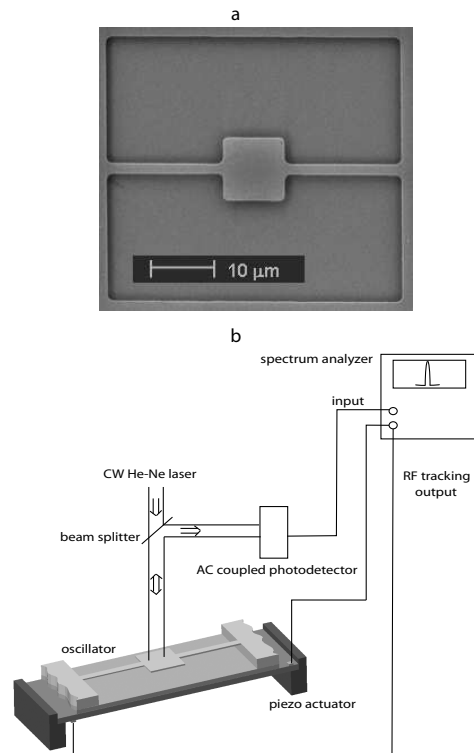 a
10 μm
b
spectrum analyzer
input
CW He-Ne laser
RF tracking
output
beam splitter
AC coupled photodetector
oscillator
piezo actuator